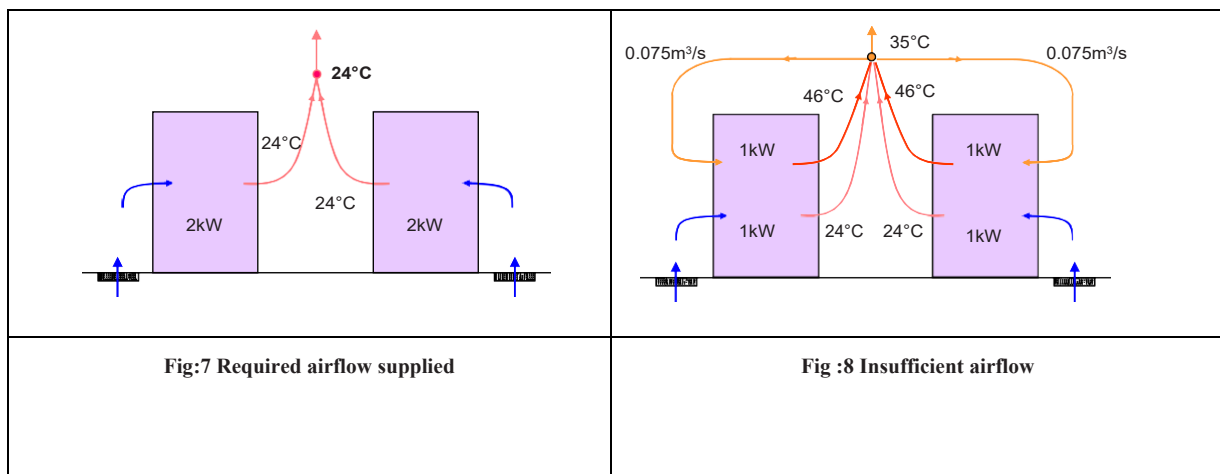 24°C
24°C
24°C
2kW
2kW
Fig:7 Required airflow supplied
35°C
0.075m³/s
0.075m³/s
46°C
46°C
1kW
1kW
24°C
24°C
1kW
1kW
Fig :8 Insufficient airflow